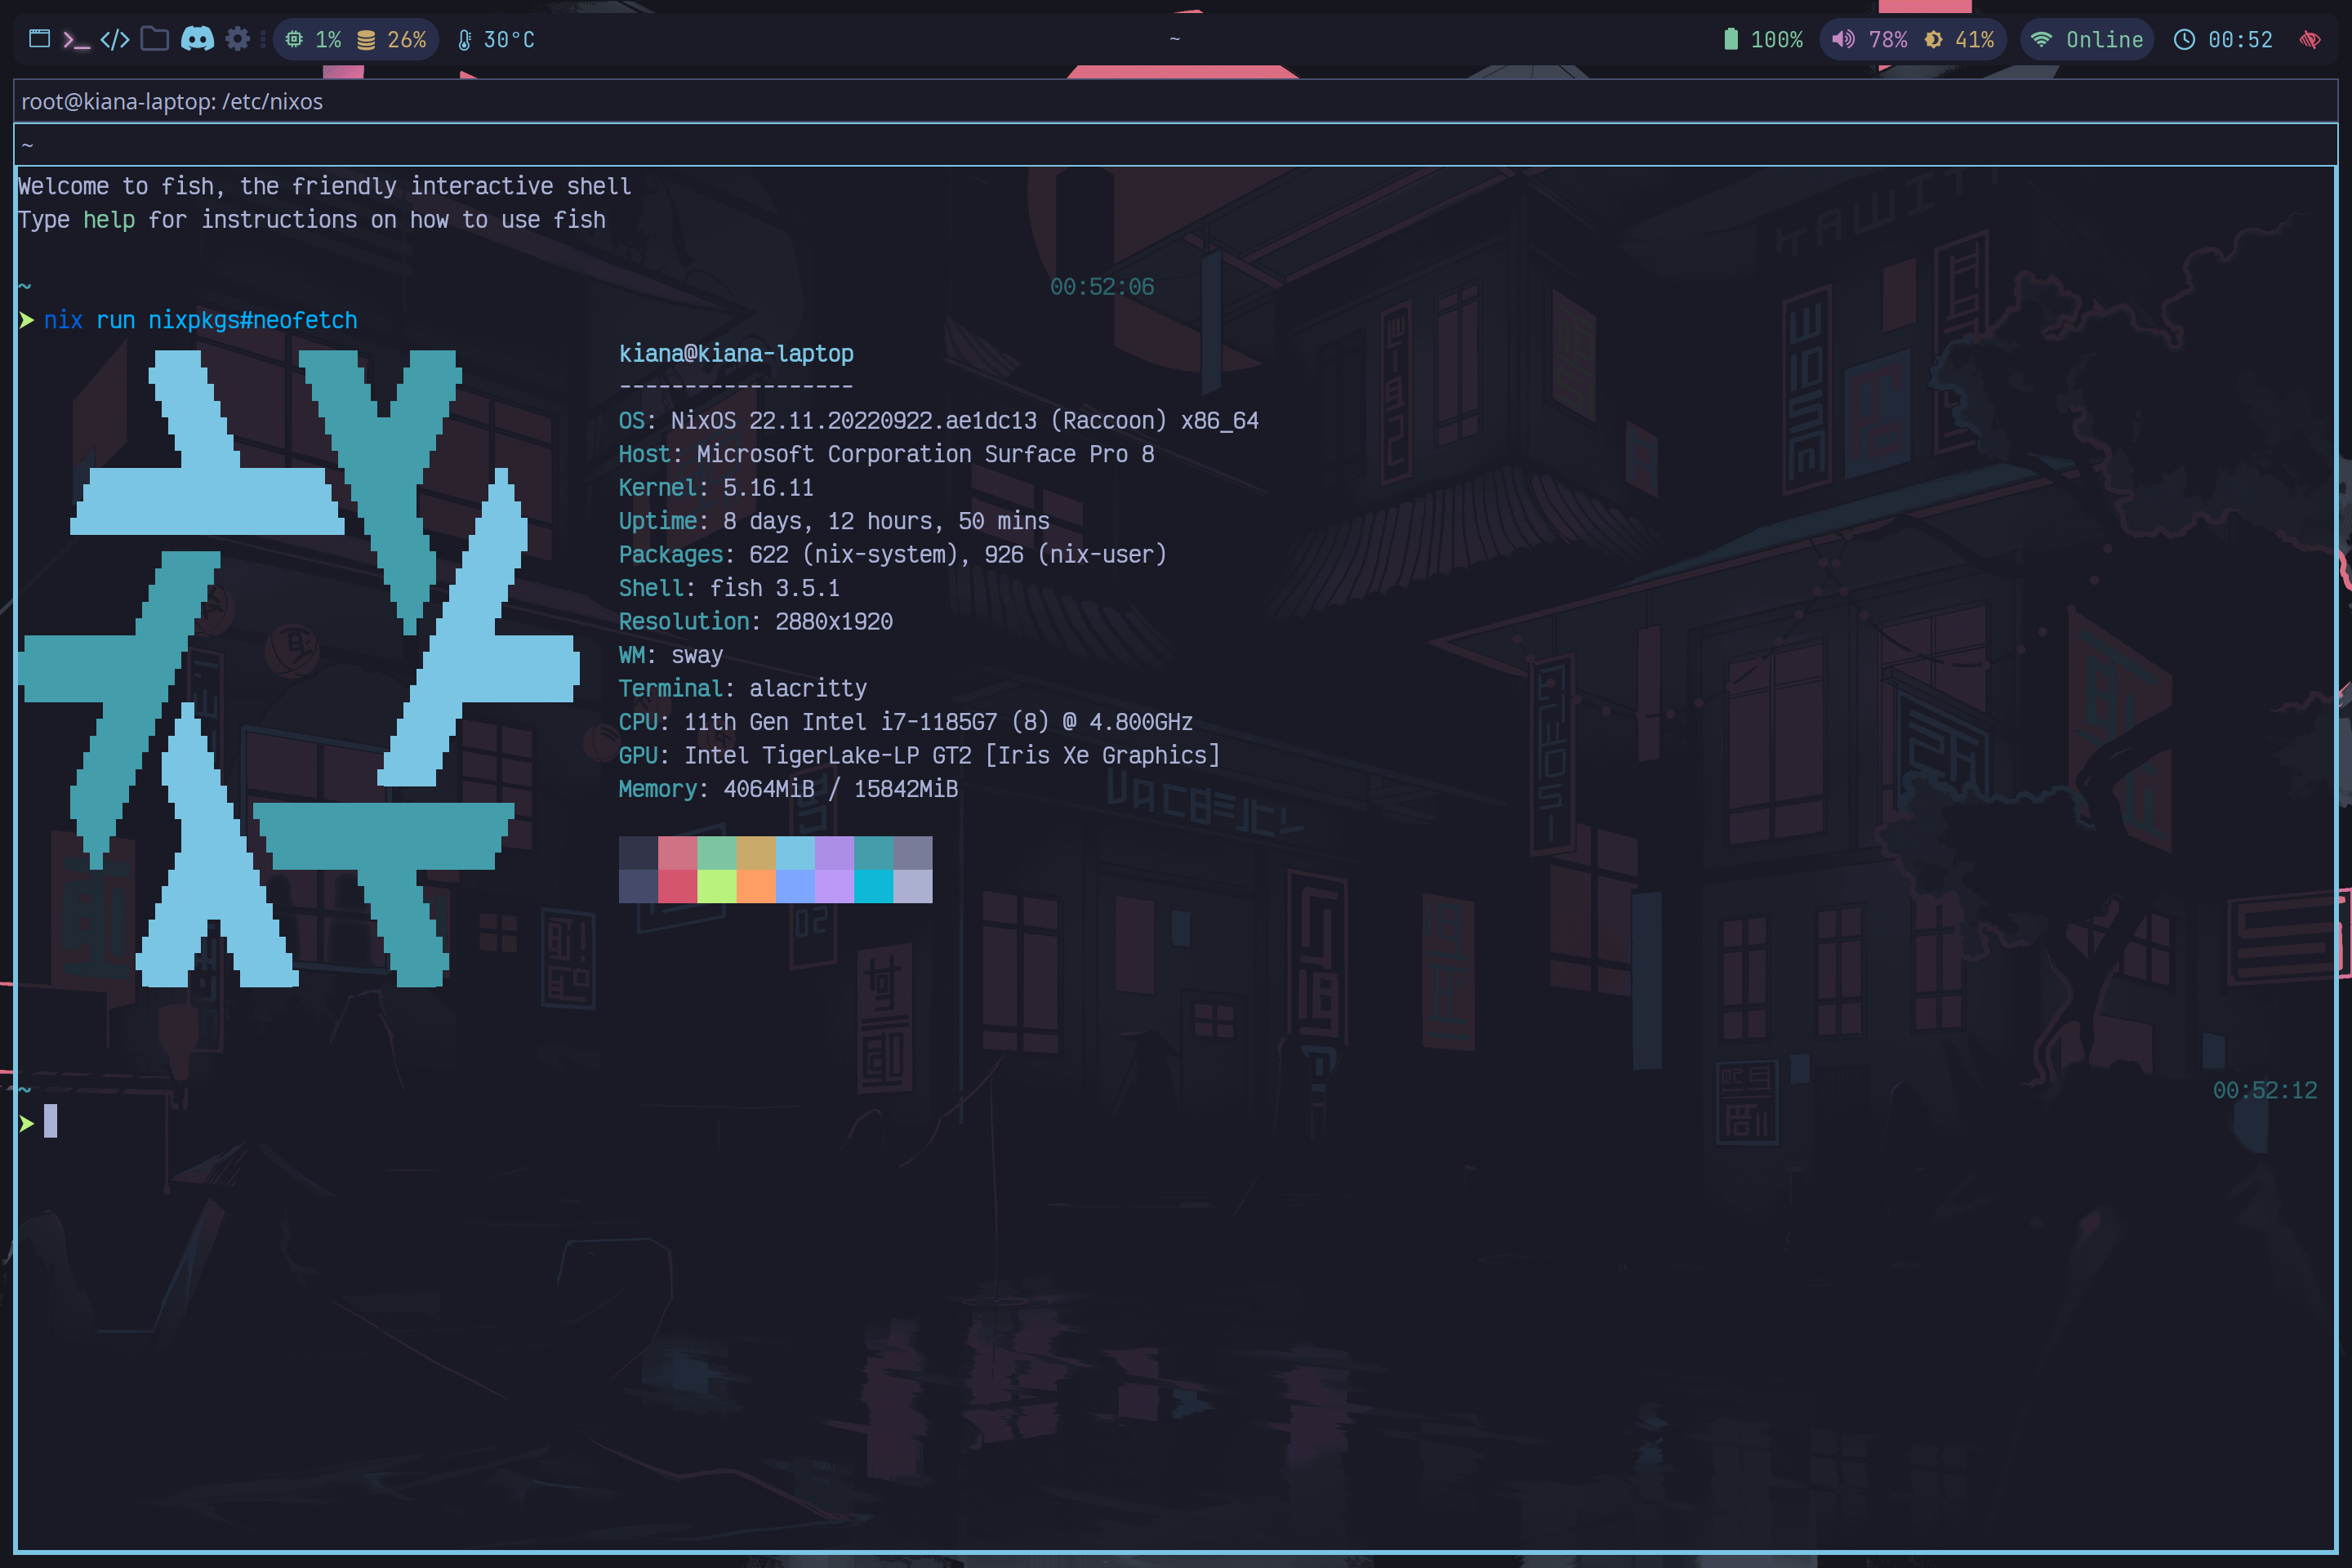 1% 26% 30°C ~ 100% 78% 41% Online 00:52
root@kiana-laptop: /etc/nixos
~
Welcome to fish, the friendly interactive shell
Type help for instructions on how to use fish
~ 00:52:06
➤ nix run nixpkgs#neofetch
kiana@kiana-laptop
------------------
OS: NixOS 22.11.20220922.ae1dc13 (Raccoon) x86_64
Host: Microsoft Corporation Surface Pro 8
Kernel: 5.16.11
Uptime: 8 days, 12 hours, 50 mins
Packages: 622 (nix-system), 926 (nix-user)
Shell: fish 3.5.1
Resolution: 2880x1920
WM: sway
Terminal: alacritty
CPU: 11th Gen Intel i7-1185G7 (8) @ 4.800GHz
GPU: Intel TigerLake-LP GT2 [Iris Xe Graphics]
Memory: 4064MiB / 15842MiB
~ 00:52:12
➤